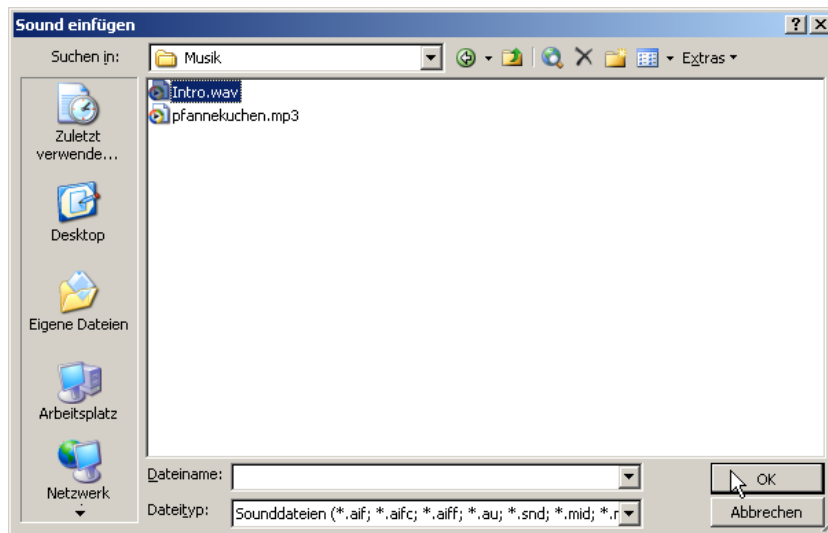 Sound einfügen
Suchen in:
Musik
Extras
Intro.wav
pfannekuchen.mp3
Zuletzt
verwende...
Desktop
Eigene Dateien
Arbeitsplatz
Netzwerk
Dateiname:
OK
Dateityp:
Sounddateien (*.aif; *.aifc; *.aiff; *.au; *.snd; *.mid; *.r
Abbrechen